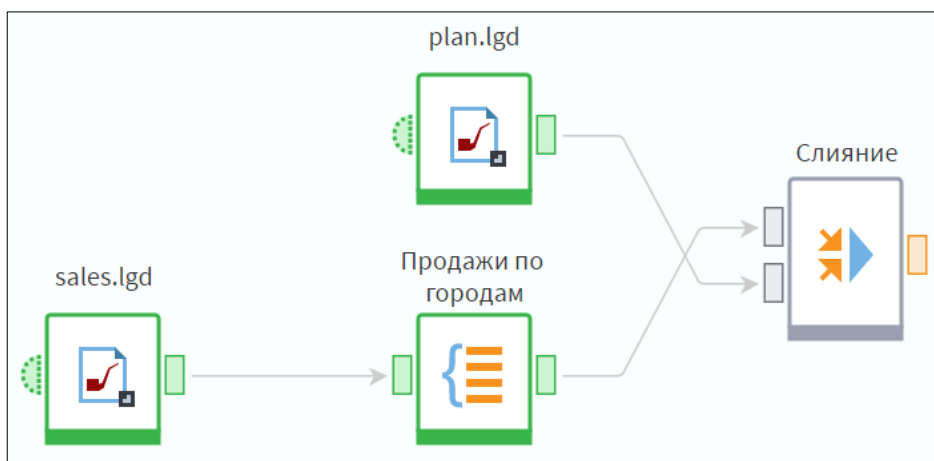 plan.lgd
Слияние
Продажи по
городам
sales.lgd